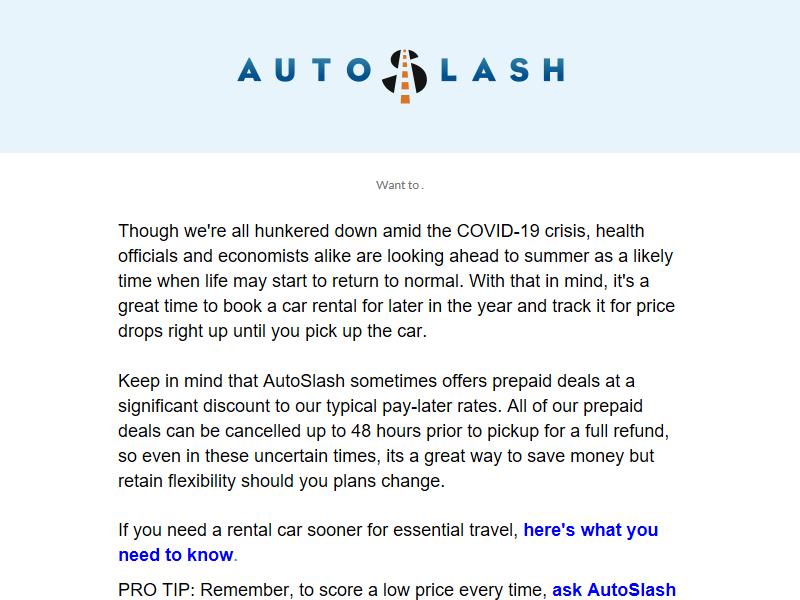 AUTOSLASH
Want to .
Though we're all hunkered down amid the COVID-19 crisis, health
officials and economists alike are looking ahead to summer as a likely
time when life may start to return to normal. With that in mind, it's a
great time to book a car rental for later in the year and track it for price
drops right up until you pick up the car.
Keep in mind that AutoSlash sometimes offers prepaid deals at a
significant discount to our typical pay-later rates. All of our prepaid
deals can be cancelled up to 48 hours prior to pickup for a full refund,
so even in these uncertain times, its a great way to save money but
retain flexibility should you plans change.
If you need a rental car sooner for essential travel, here's what you
need to know.
PRO TIP: Remember, to score a low price every time, ask AutoSlash